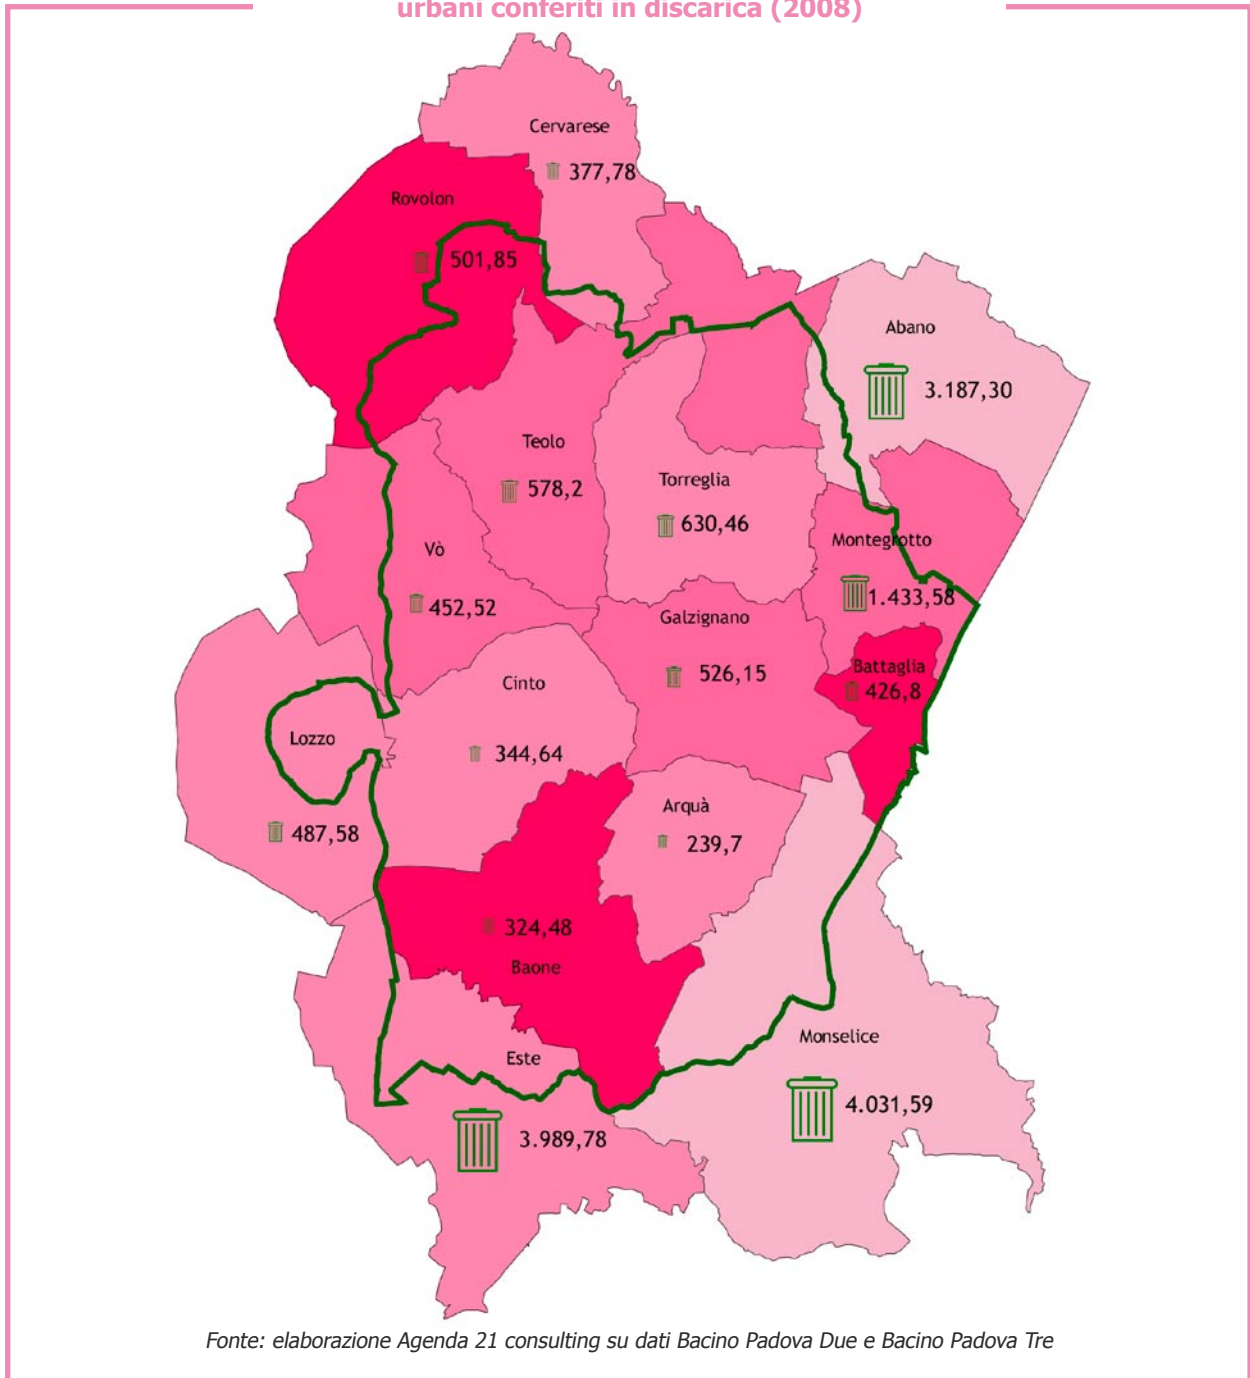 urbani conferiti in discarica (2008)
Cervarese
377,78
Rovolon
501,85
Abano
3.187,30
Teolo
578,2
Torreglia
630,46
Montegrotto
1.433,58
Vò
452,52
Galzignano
526,15
Battaglia
426,8
Cinto
344,64
Lozzo
487,58
Arquà
239,7
324,48
Baone
Monselice
4.031,59
Este
3.989,78
Fonte: elaborazione Agenda 21 consulting su dati Bacino Padova Due e Bacino Padova Tre